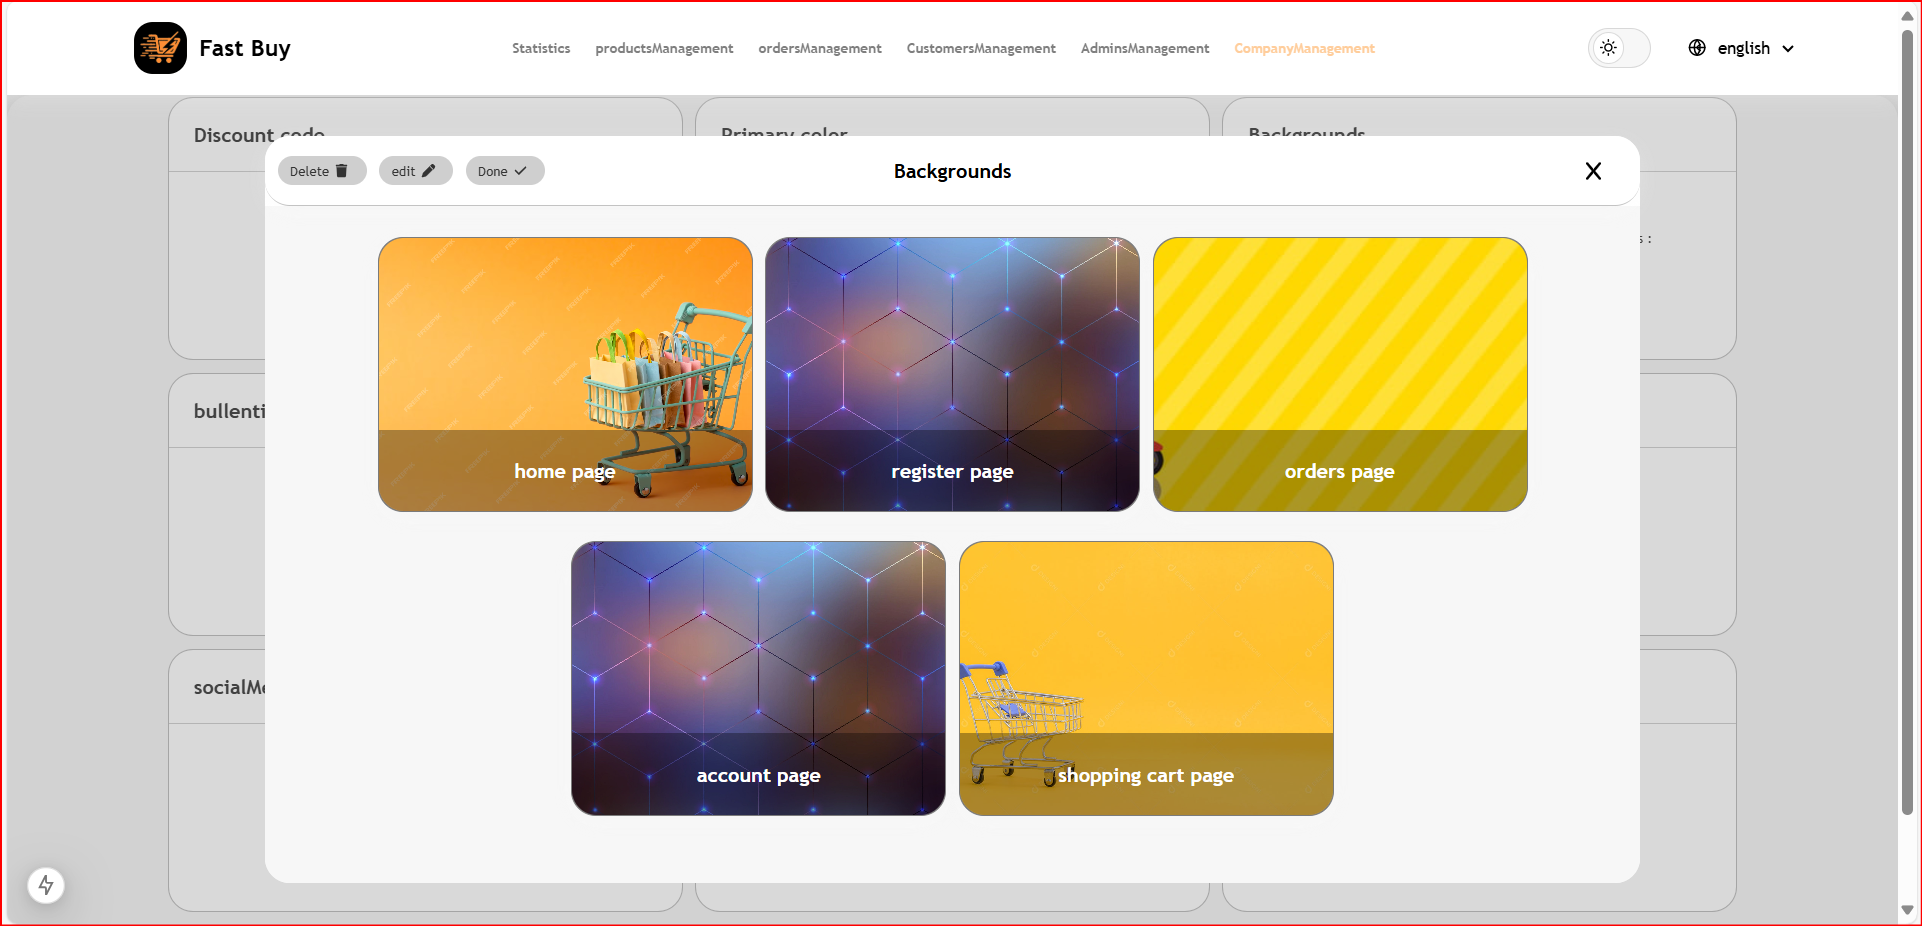 Fast Buy
Statistics productsManagement ordersManagement CustomersManagement AdminsManagement CompanyManagement
english
Discount code Primary color Backgrounds
Delete edit Done Backgrounds X
s :
home page register page orders page
bullenti
account page shopping cart page
socialMe